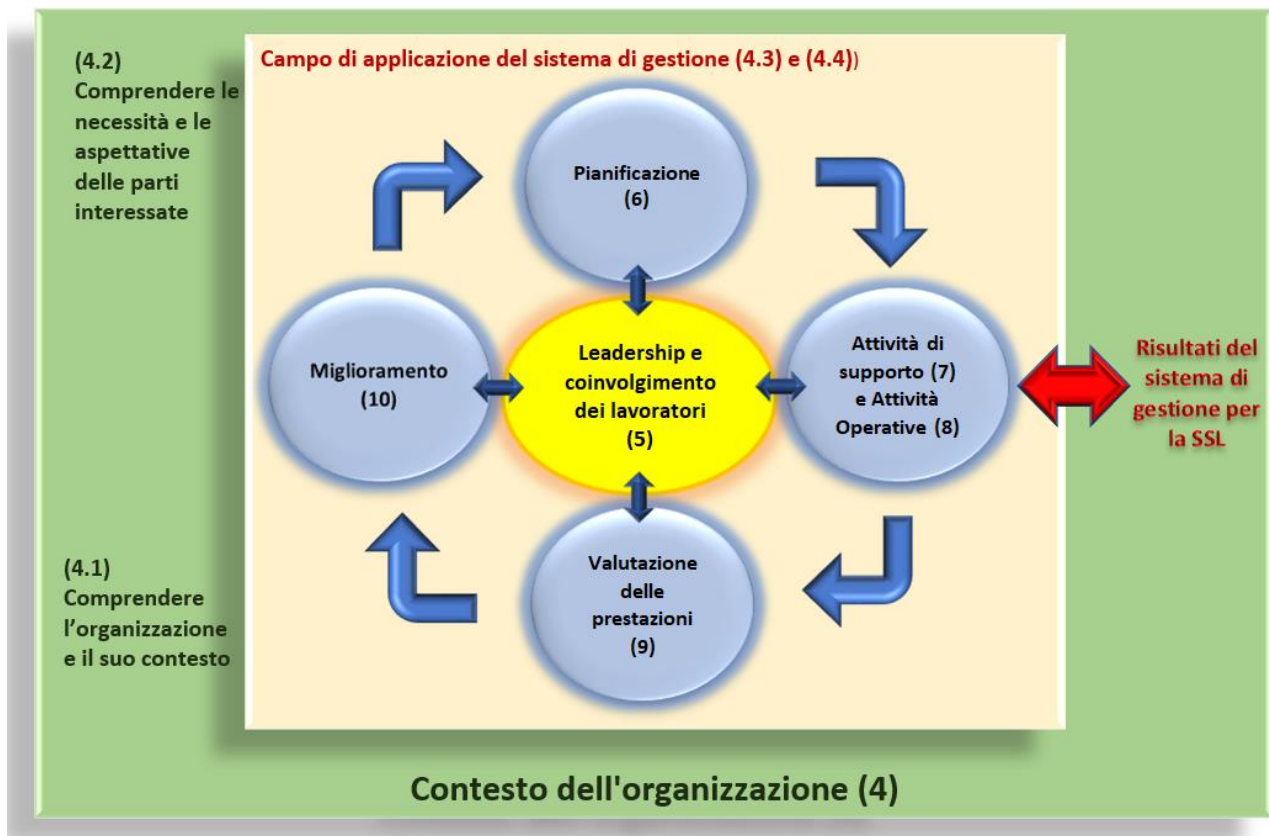 (4.2)
Comprendere le
necessità e le
aspettative
delle parti
interessate
Campo di applicazione del sistema di gestione (4.3) e (4.4))
Pianificazione
(6)
Miglioramento
(10)
Leadership e
coinvolgimento
dei lavoratori
(5)
Attività di
supporto (7)
e Attività
Operative (8)
Risultati del
sistema di
gestione per
la SSL
(4.1)
Comprendere
l’organizzazione
e il suo contesto
Valutazione
delle
prestazioni
(9)
Contesto dell'organizzazione (4)